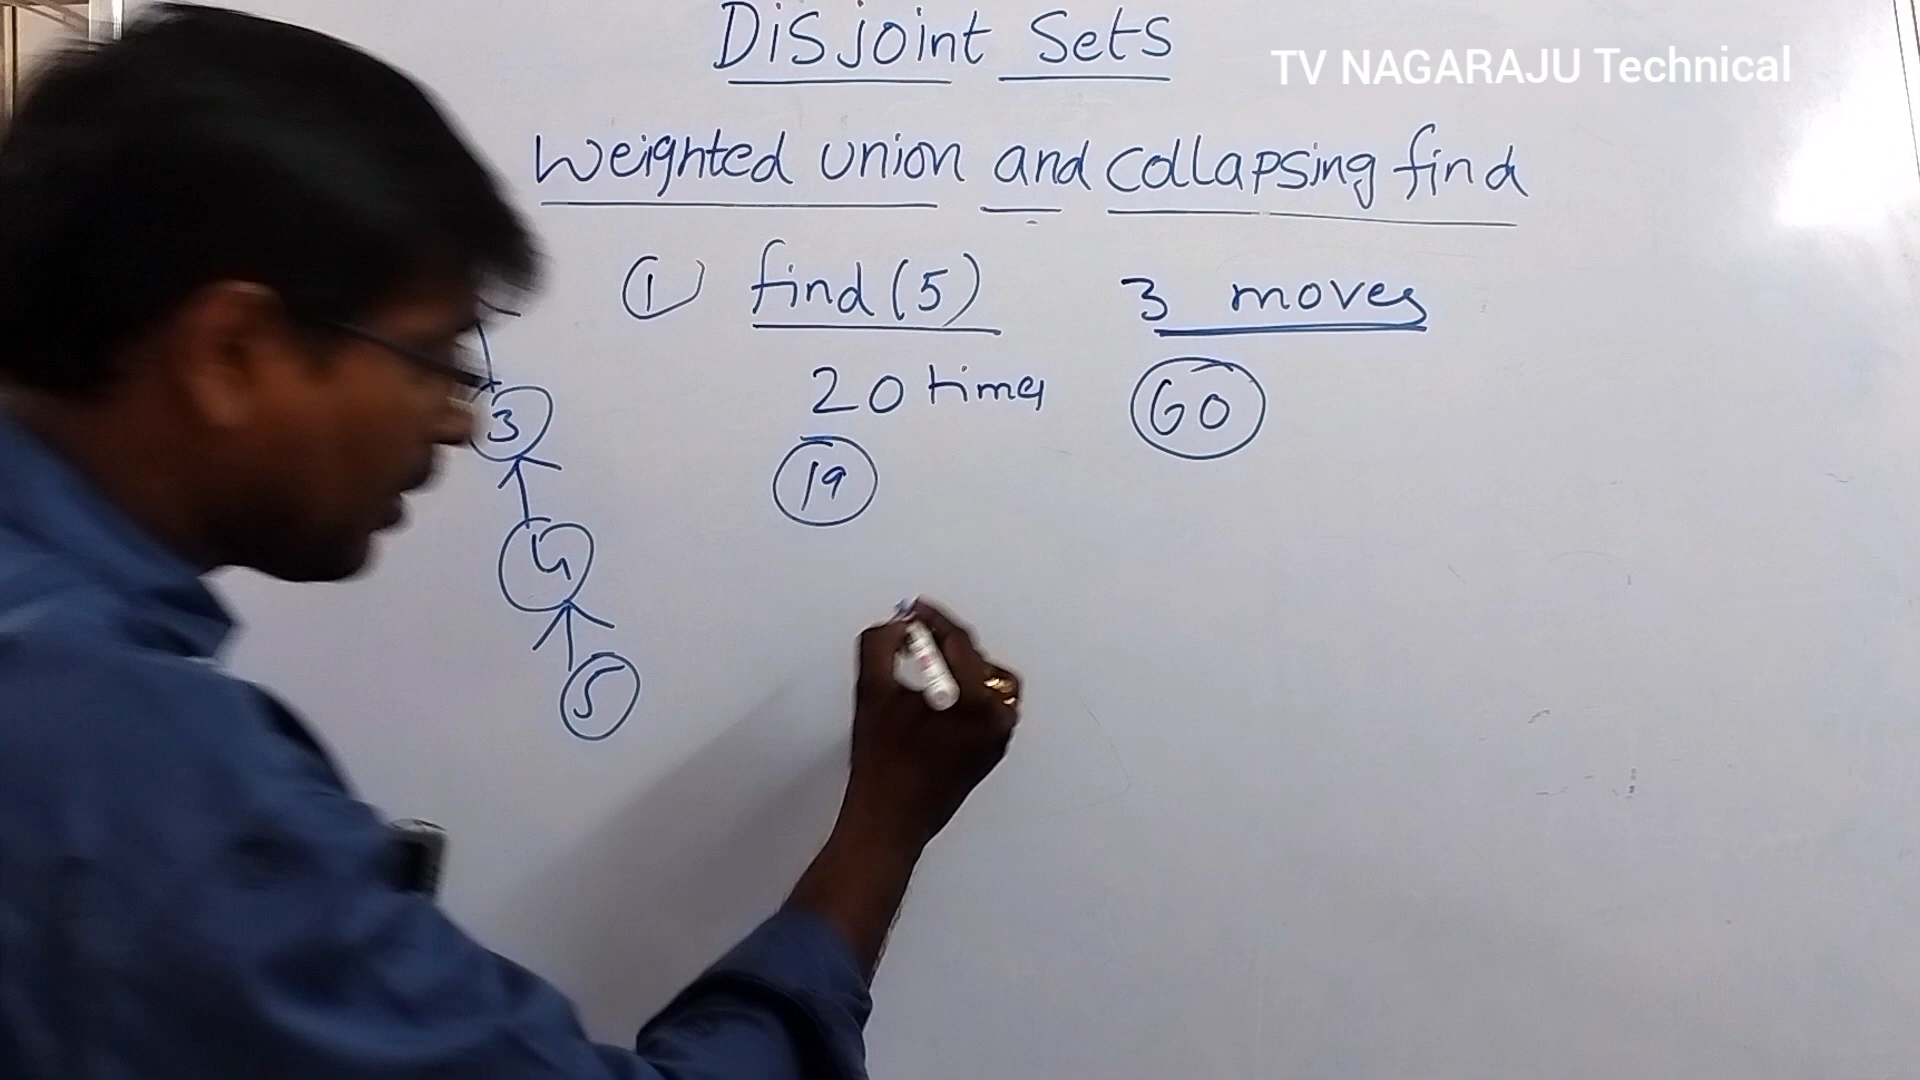 Disjoint Sets
TV NAGARAJU Technical
Weighted union and collapsing find
1 find(5) 3 moves
20 times 60
3
19
4
5